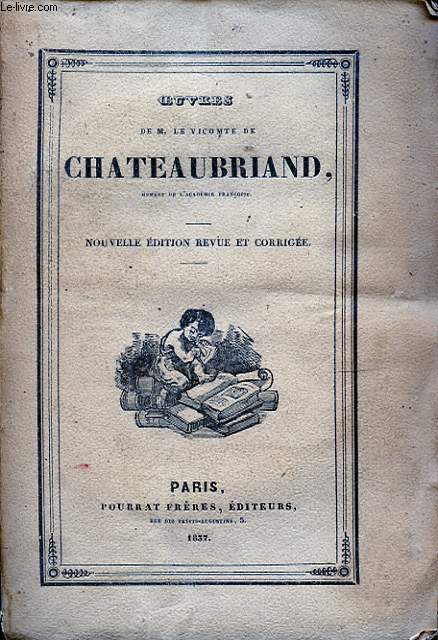 Le-livre.com
ŒUVRES
DE M. LE VICOMTE DE
CHATEAUBRIAND,
MEMBRE DE L'ACADÉMIE FRANÇOISE.
NOUVELLE ÉDITION REVUE ET CORRIGÉE.
PARIS,
POURRAT FRÈRES, ÉDITEURS,
RUE DES PETITS-AUGUSTINS, 5.
1837.